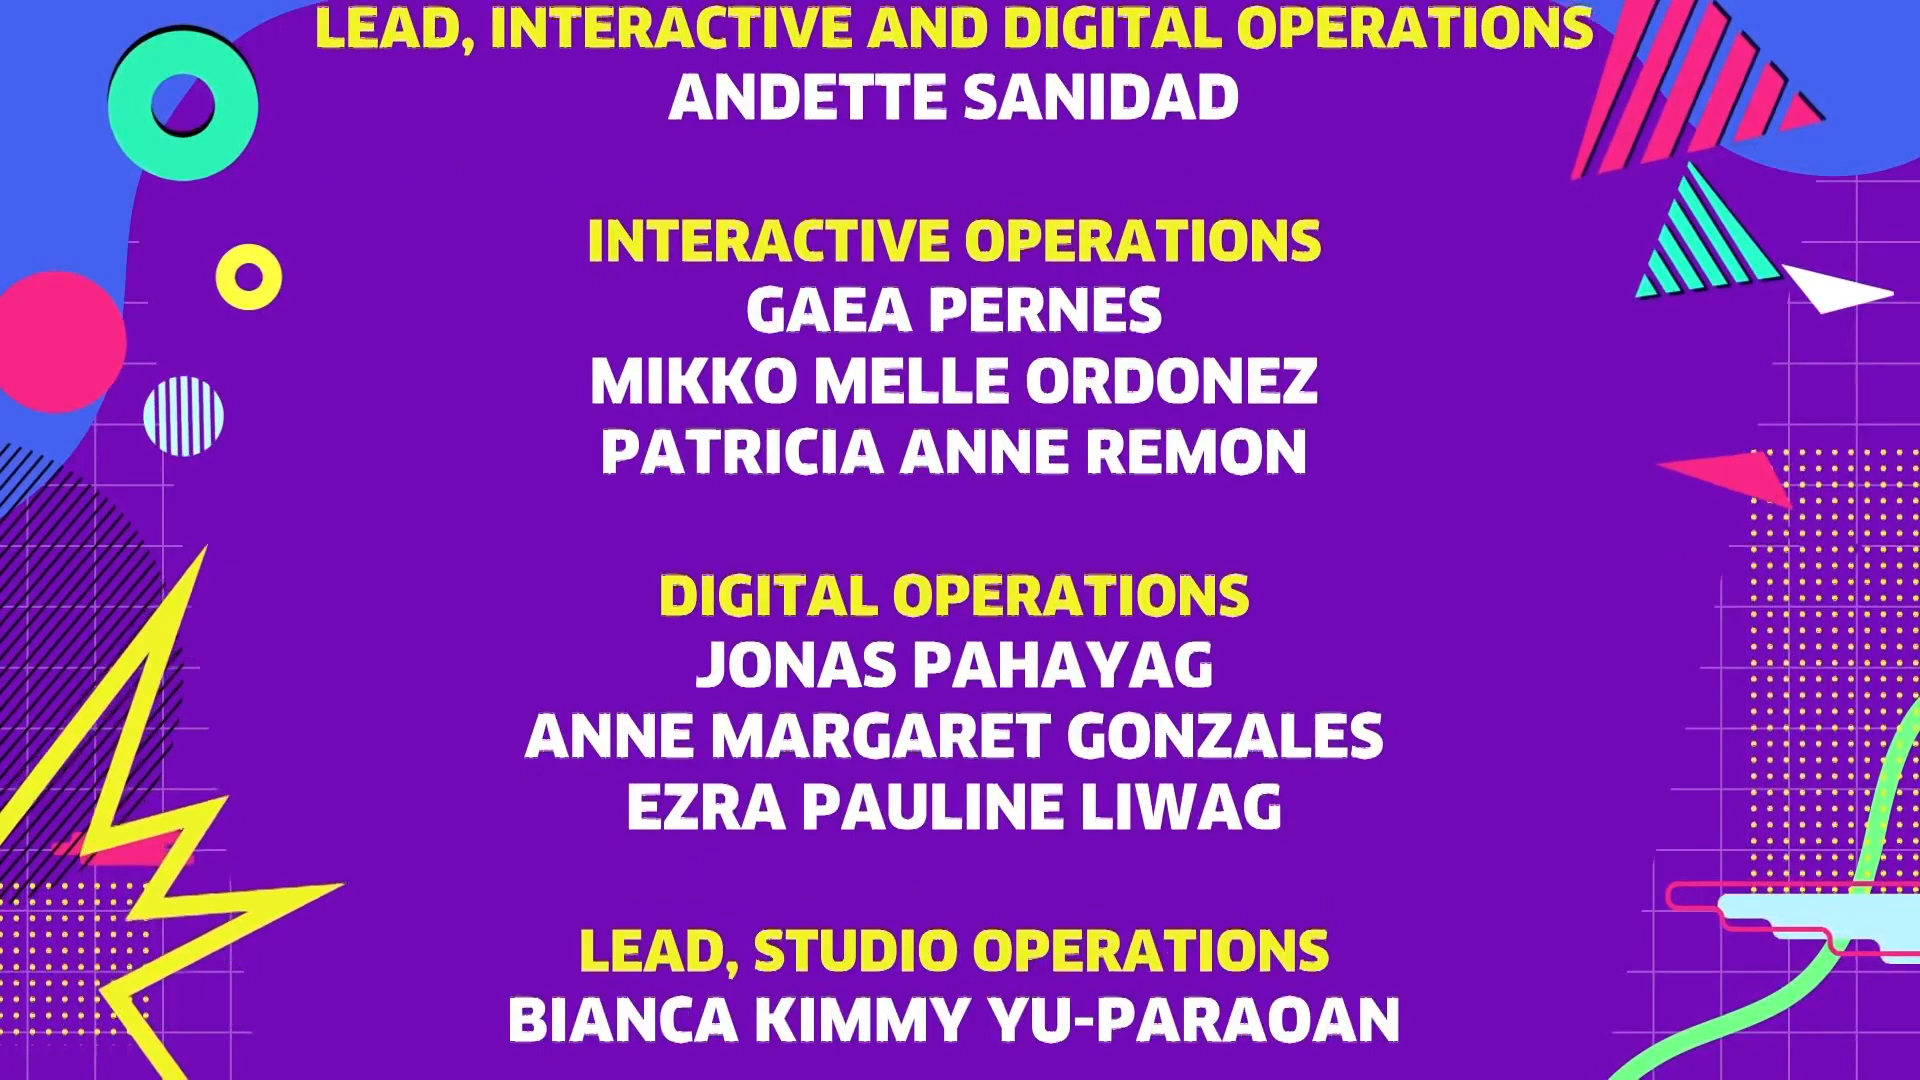 LEAD, INTERACTIVE AND DIGITAL OPERATIONS
ANDETTE SANIDAD
INTERACTIVE OPERATIONS
GAEA PERNES
MIKKO MELLE ORDONEZ
PATRICIA ANNE REMON
DIGITAL OPERATIONS
JONAS PAHAYAG
ANNE MARGARET GONZALES
EZRA PAULINE LIWAG
LEAD, STUDIO OPERATIONS
BIANCA KIMMY YU-PARAOAN